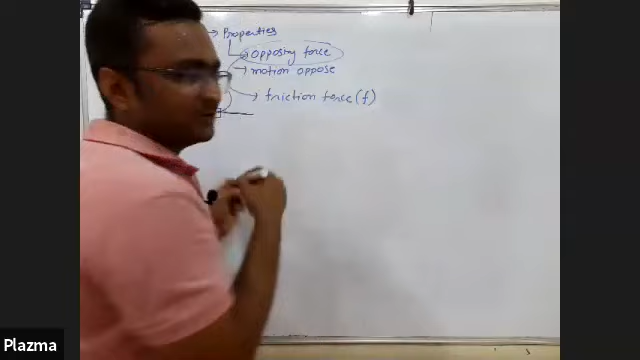 → Properties
→ opposing force
→ motion oppose
→ friction force (f)
Plazma